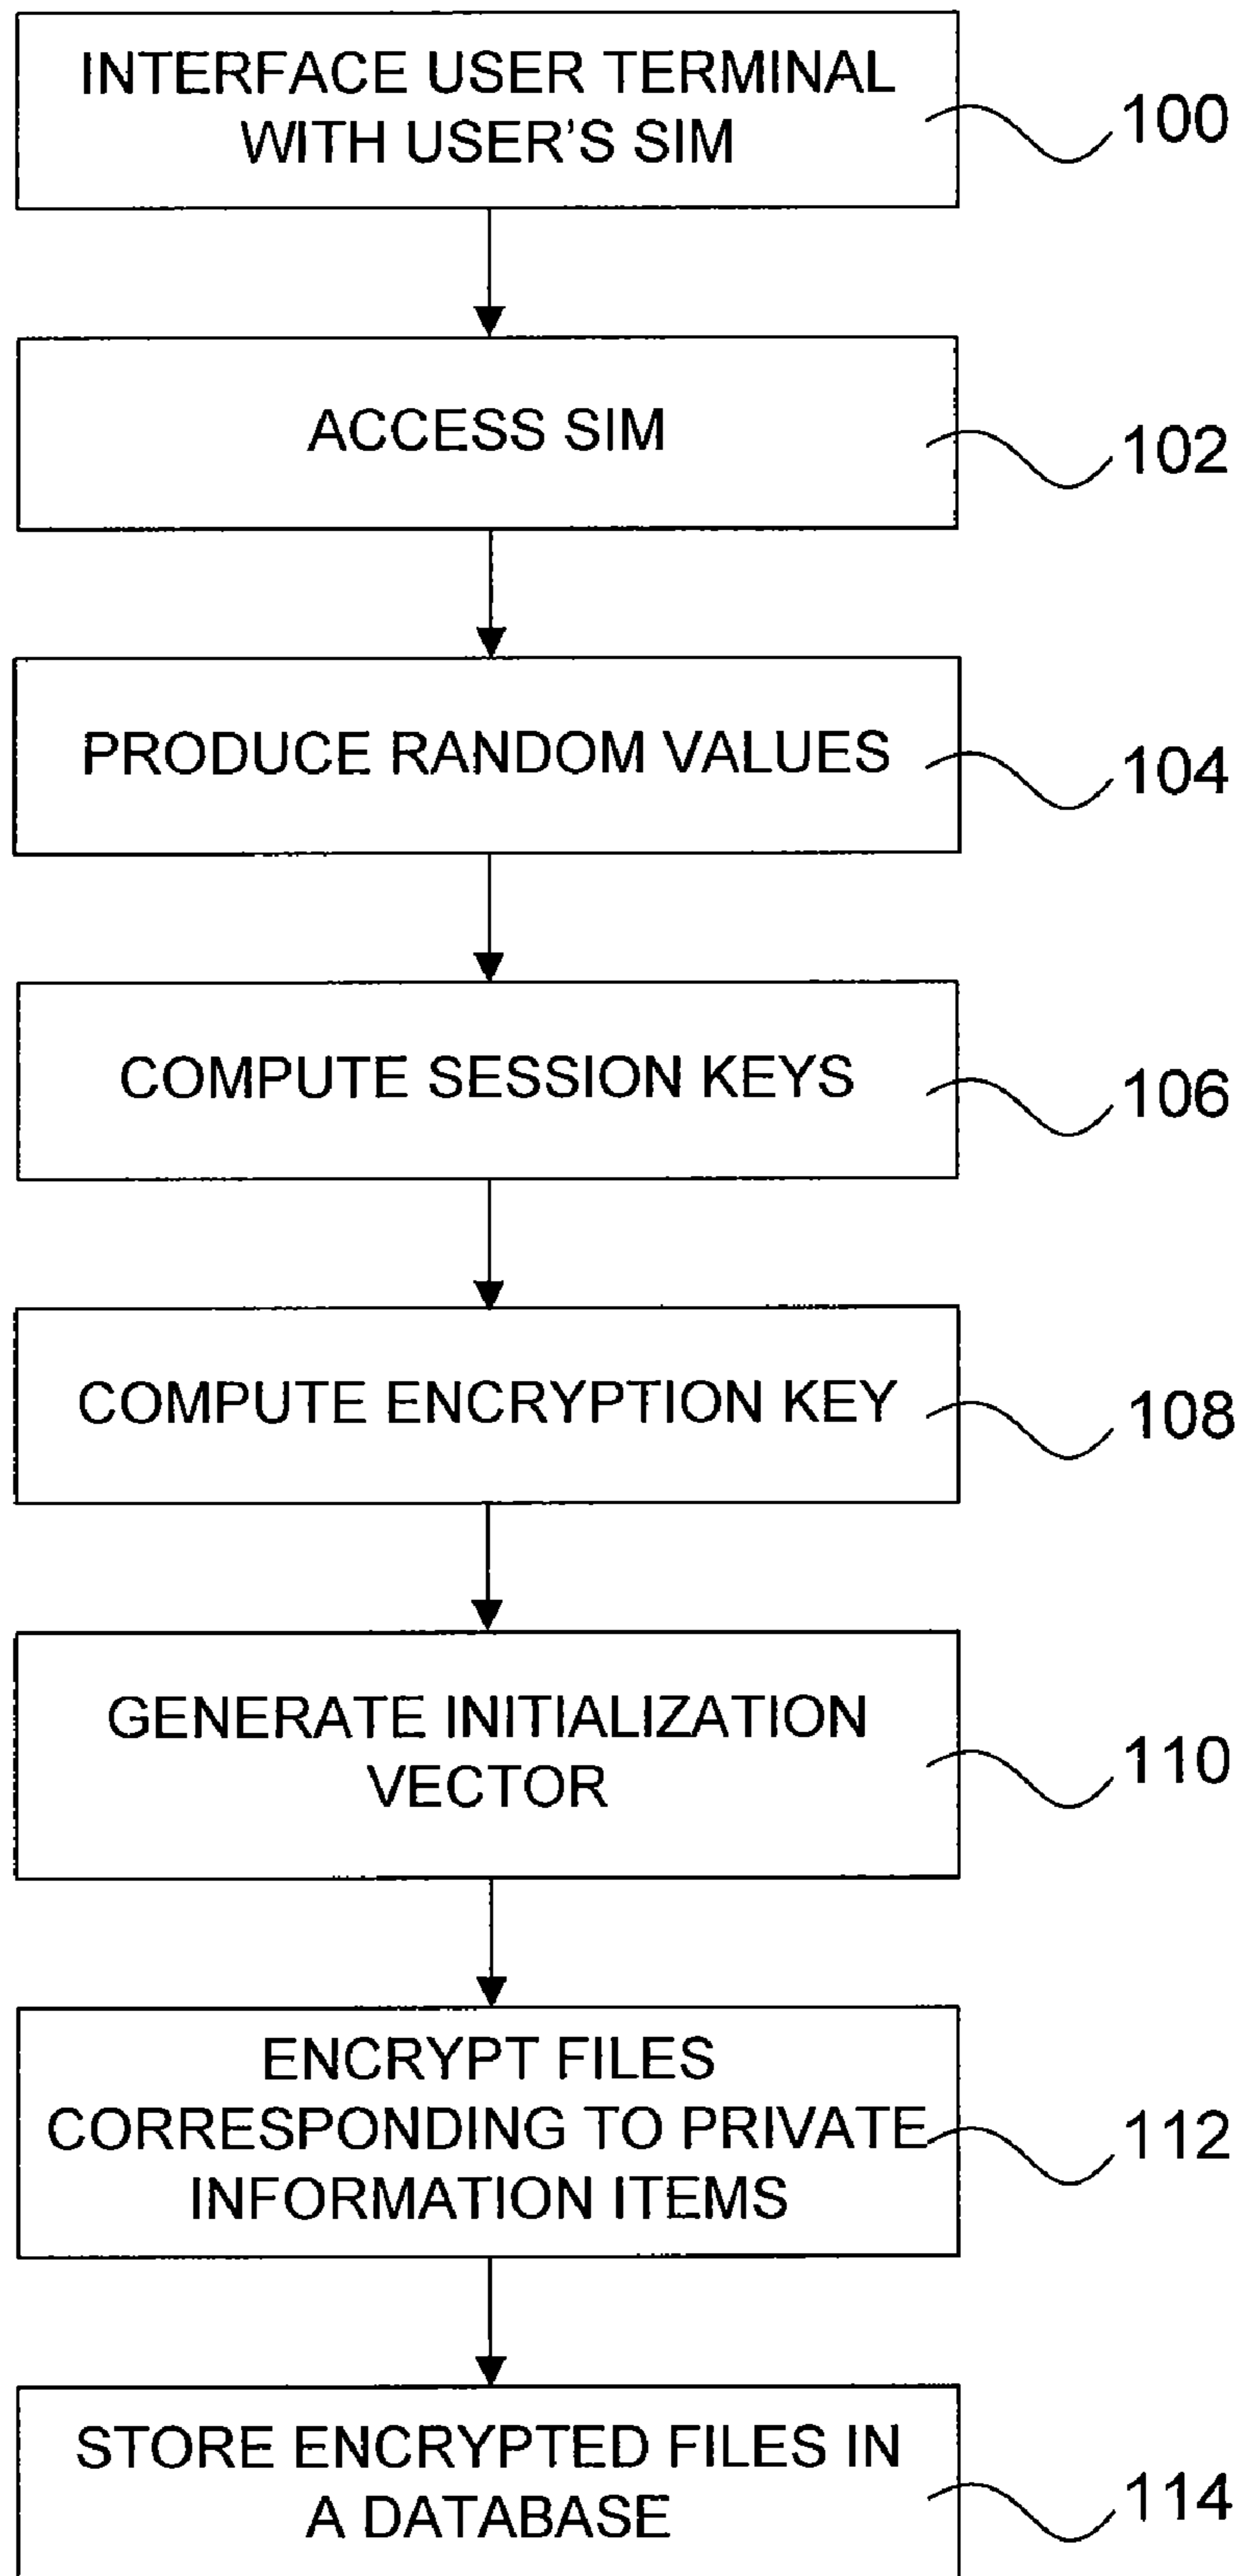 INTERFACE USER TERMINAL
WITH USER'S SIM
100
ACCESS SIM
102
PRODUCE RANDOM VALUES
104
COMPUTE SESSION KEYS
106
COMPUTE ENCRYPTION KEY
108
GENERATE INITIALIZATION
VECTOR
110
ENCRYPT FILES
CORRESPONDING TO PRIVATE
INFORMATION ITEMS
112
STORE ENCRYPTED FILES IN
A DATABASE
114